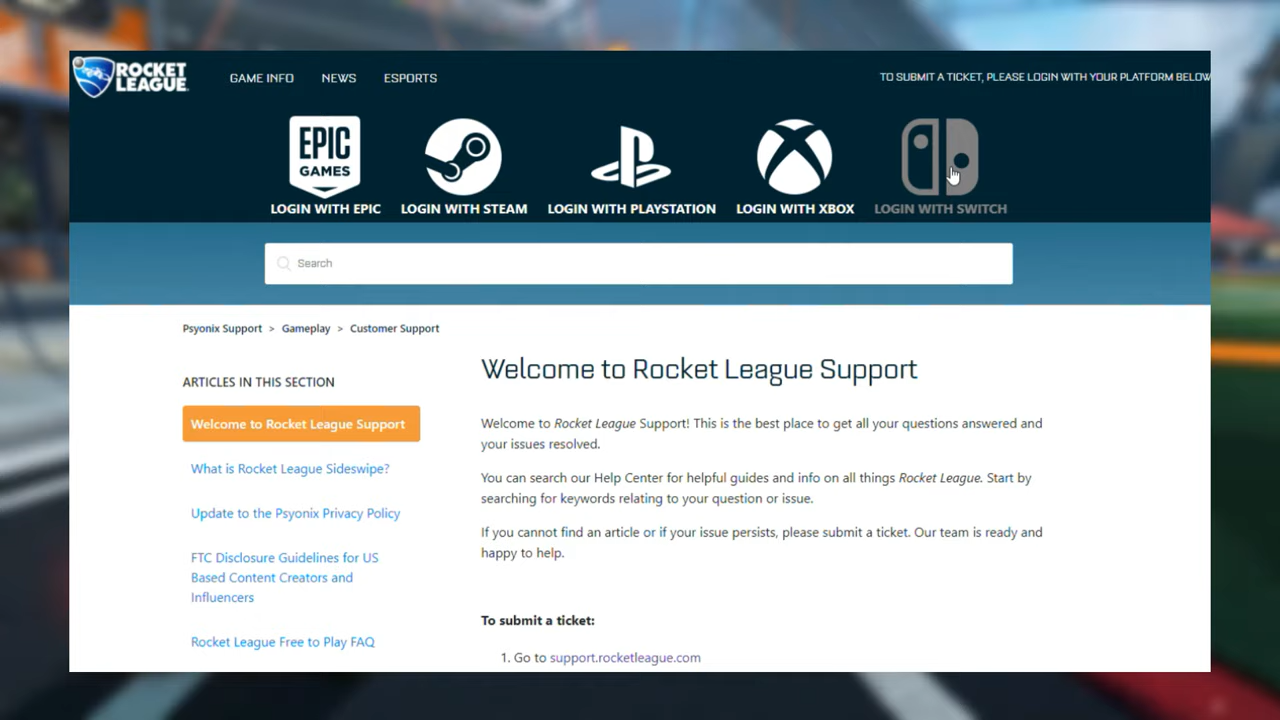 ROCKET
LEAGUE
GAME INFO NEWS ESPORTS
TO SUBMIT A TICKET, PLEASE LOGIN WITH YOUR PLATFORM BELOW
EPIC
GAMES
LOGIN WITH EPIC LOGIN WITH STEAM LOGIN WITH PLAYSTATION LOGIN WITH XBOX LOGIN WITH SWITCH
Search
Psyonix Support > Gameplay > Customer Support
ARTICLES IN THIS SECTION
Welcome to Rocket League Support
What is Rocket League Sideswipe?
Update to the Psyonix Privacy Policy
FTC Disclosure Guidelines for US
Based Content Creators and
Influencers
Rocket League Free to Play FAQ
Welcome to Rocket League Support
Welcome to Rocket League Support! This is the best place to get all your questions answered and
your issues resolved.
You can search our Help Center for helpful guides and info on all things Rocket League. Start by
searching for keywords relating to your question or issue.
If you cannot find an article or if your issue persists, please submit a ticket. Our team is ready and
happy to help.
To submit a ticket:
1. Go to support.rocketleague.com